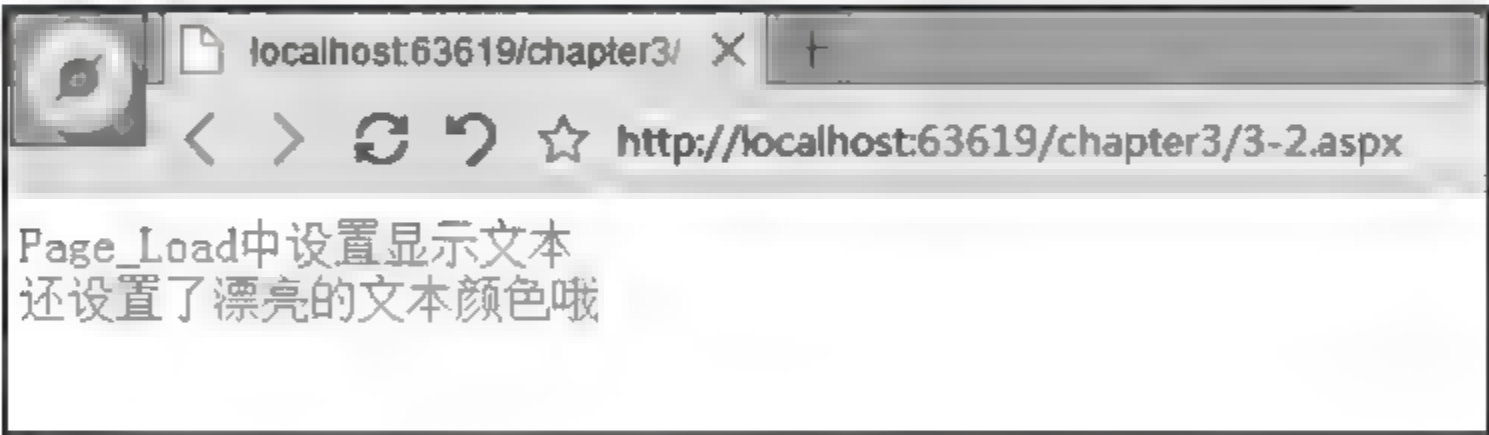 localhost:63619/chapter3/
http://localhost:63619/chapter3/3-2.aspx
Page_Load中设置显示文本
还设置了漂亮的文本颜色哦